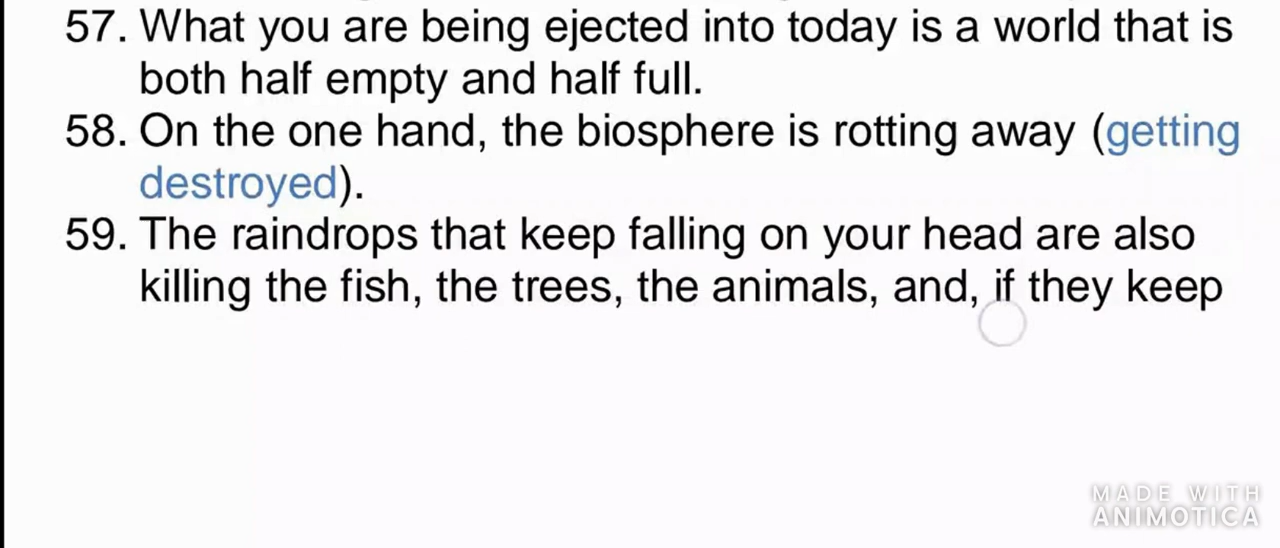 57. What you are being ejected into today is a world that is
both half empty and half full.
58. On the one hand, the biosphere is rotting away (getting
destroyed).
59. The raindrops that keep falling on your head are also
killing the fish, the trees, the animals, and, if they keep
MADE WITH
ANIMOTICA